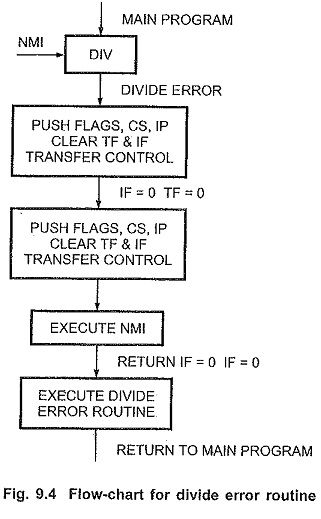 MAIN PROGRAM
NMI
DIV
DIVIDE ERROR
PUSH FLAGS, CS, IP
CLEAR TF & IF
TRANSFER CONTROL
IF = 0 TF = 0
PUSH FLAGS, CS, IP
CLEAR TF & IF
TRANSFER CONTROL
EXECUTE NMI
RETURN IF = 0 IF = 0
EXECUTE DIVIDE
ERROR ROUTINE
RETURN TO MAIN PROGRAM
Fig. 9.4 Flow-chart for divide error routine